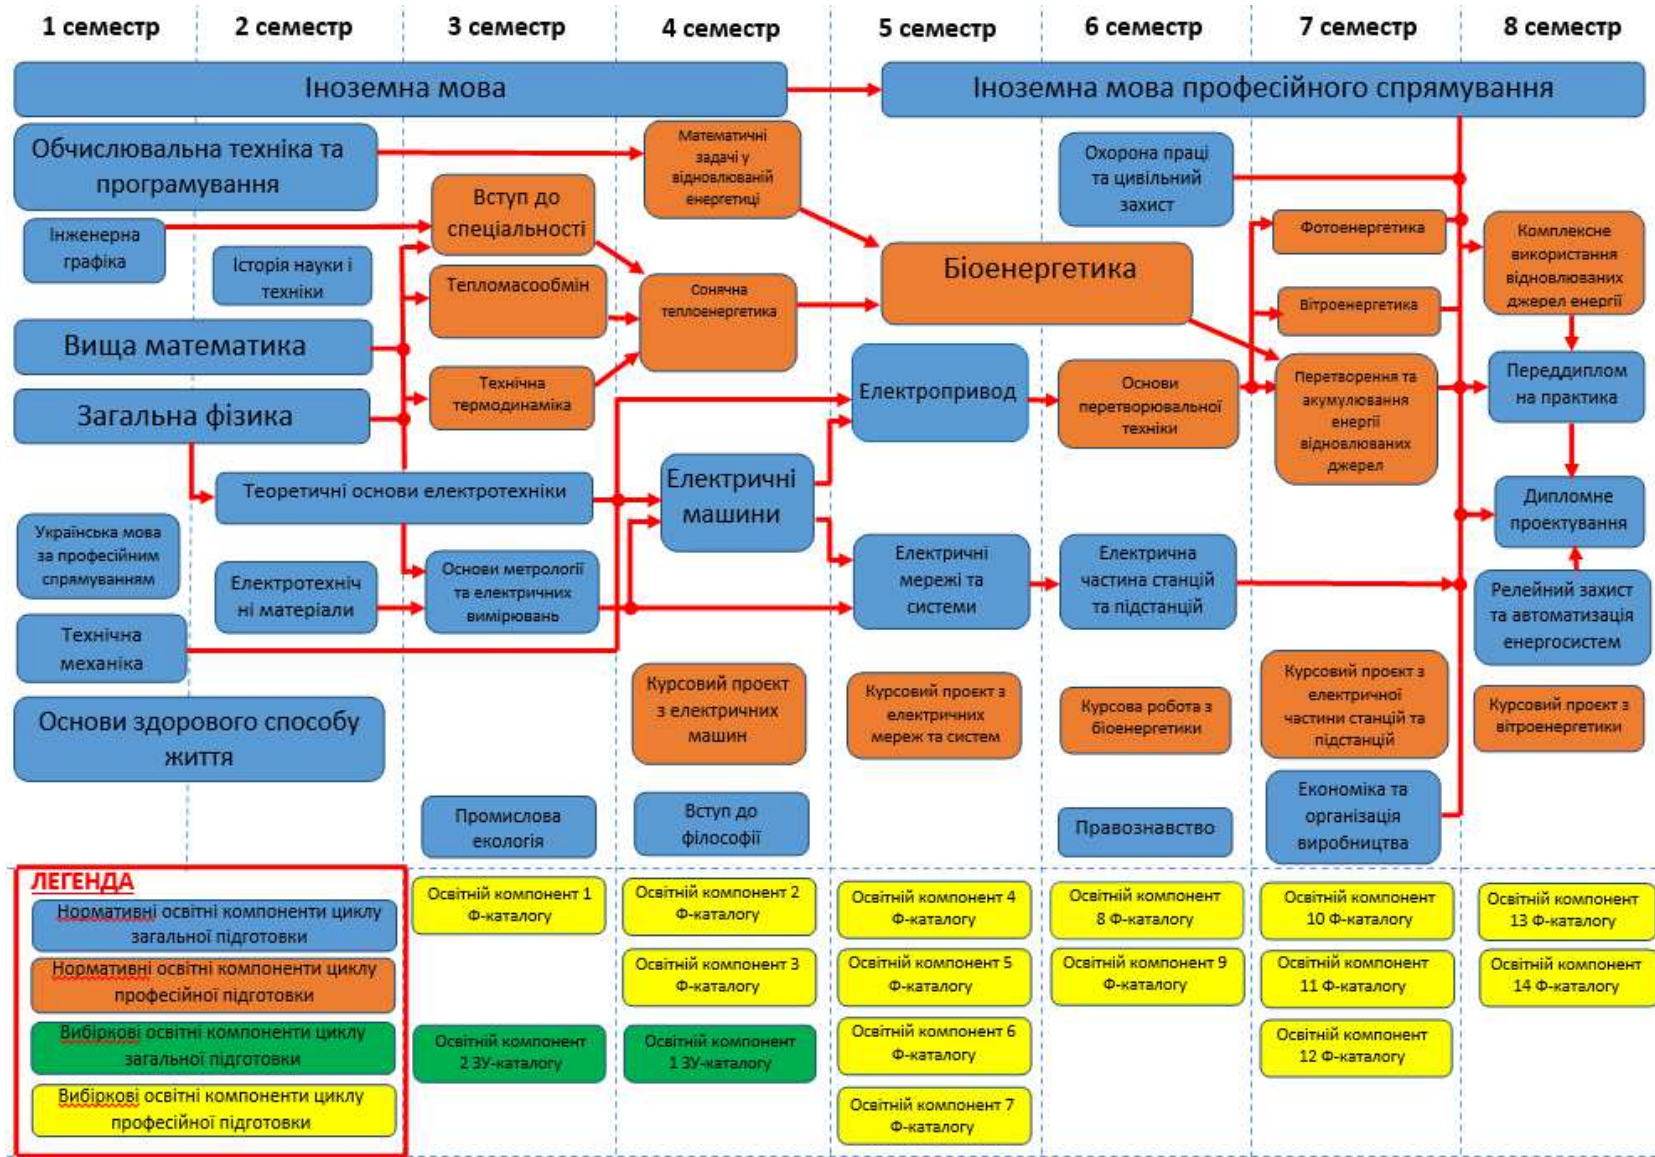 1 семестр
2 семестр
3 семестр
4 семестр
5 семестр
6 семестр
7 семестр
8 семестр
Іноземна мова
Іноземна мова професійного спрямування
Обчислювальна техніка та
програмування
Математичні
задачі у
відновлюваній
енергетиці
Охорона праці
та цивільний
захист
Інженерна
графіка
Історія науки і
техніки
Вступ до
спеціальності
Тепломасообмін
Сонячна
теплоенергетика
Біоенергетика
Фотоенергетика
Вітроенергетика
Комплексне
використання
відновлюваних
джерел енергії
Вища математика
Загальна фізика
Технічна
термодинаміка
Електропривод
Основи
перетворювальної
техніки
Перетворення та
акумулювання
енергії
відновлюваних
джерел
Переддиплом
на практика
Теоретичні основи електротехніки
Електричні
машини
Дипломне
проектування
Українська мова
за професійним
спрямуванням
Електротехніч
ні матеріали
Основи метрології
та електричних
вимірювань
Електричні
мережі та
системи
Електрична
частина станцій
та підстанцій
Релейний захист
та автоматизація
енергосистем
Технічна
механіка
Курсовий проєкт
з електричних
машин
Курсовий проєкт з
електричних
мереж та систем
Курсова робота з
біоенергетики
Курсовий проєкт з
електричної
частини станцій та
підстанцій
Курсовий проєкт з
вітроенергетики
Основи здорового способу
життя
Промислова
екологія
Вступ до
філософії
Правознавство
Економіка та
організація
виробництва
ЛЕГЕНДА
Нормативні освітні компоненти циклу
загальної підготовки
Нормативні освітні компоненти циклу
професійної підготовки
Вибіркові освітні компоненти циклу
загальної підготовки
Вибіркові освітні компоненти циклу
професійної підготовки
Освітній компонент 1
Ф-каталогу
Освітній компонент
2 ЗУ-каталогу
Освітній компонент 2
Ф-каталогу
Освітній компонент 3
Ф-каталогу
Освітній компонент
1 ЗУ-каталогу
Освітній компонент 4
Ф-каталогу
Освітній компонент 5
Ф-каталогу
Освітній компонент 6
Ф-каталогу
Освітній компонент 7
Ф-каталогу
Освітній компонент
8 Ф-каталогу
Освітній компонент 9
Ф-каталогу
Освітній компонент
10 Ф-каталогу
Освітній компонент
11 Ф-каталогу
Освітній компонент
12 Ф-каталогу
Освітній компонент
13 Ф-каталогу
Освітній компонент
14 Ф-каталогу